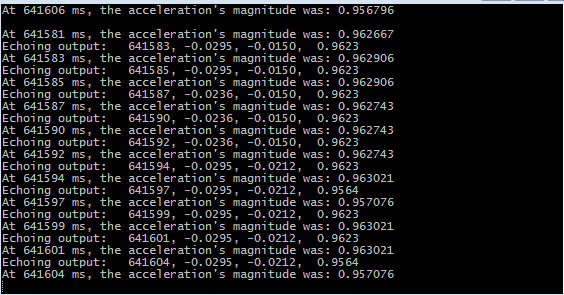 At 641606 ms, the acceleration's magnitude was: 0.956796
At 641581 ms, the acceleration's magnitude was: 0.962667
Echoing output:   641583, -0.0295, -0.0150,  0.9623
At 641583 ms, the acceleration's magnitude was: 0.962906
Echoing output:   641585, -0.0295, -0.0150,  0.9623
At 641585 ms, the acceleration's magnitude was: 0.962906
Echoing output:   641587, -0.0236, -0.0150,  0.9623
At 641587 ms, the acceleration's magnitude was: 0.962743
Echoing output:   641590, -0.0236, -0.0150,  0.9623
At 641590 ms, the acceleration's magnitude was: 0.962743
Echoing output:   641592, -0.0236, -0.0150,  0.9623
At 641592 ms, the acceleration's magnitude was: 0.962743
Echoing output:   641594, -0.0295, -0.0212,  0.9623
At 641594 ms, the acceleration's magnitude was: 0.963021
Echoing output:   641597, -0.0295, -0.0212,  0.9564
At 641597 ms, the acceleration's magnitude was: 0.957076
Echoing output:   641599, -0.0295, -0.0212,  0.9623
At 641599 ms, the acceleration's magnitude was: 0.963021
Echoing output:   641601, -0.0295, -0.0212,  0.9623
At 641601 ms, the acceleration's magnitude was: 0.963021
Echoing output:   641604, -0.0295, -0.0212,  0.9564
At 641604 ms, the acceleration's magnitude was: 0.957076